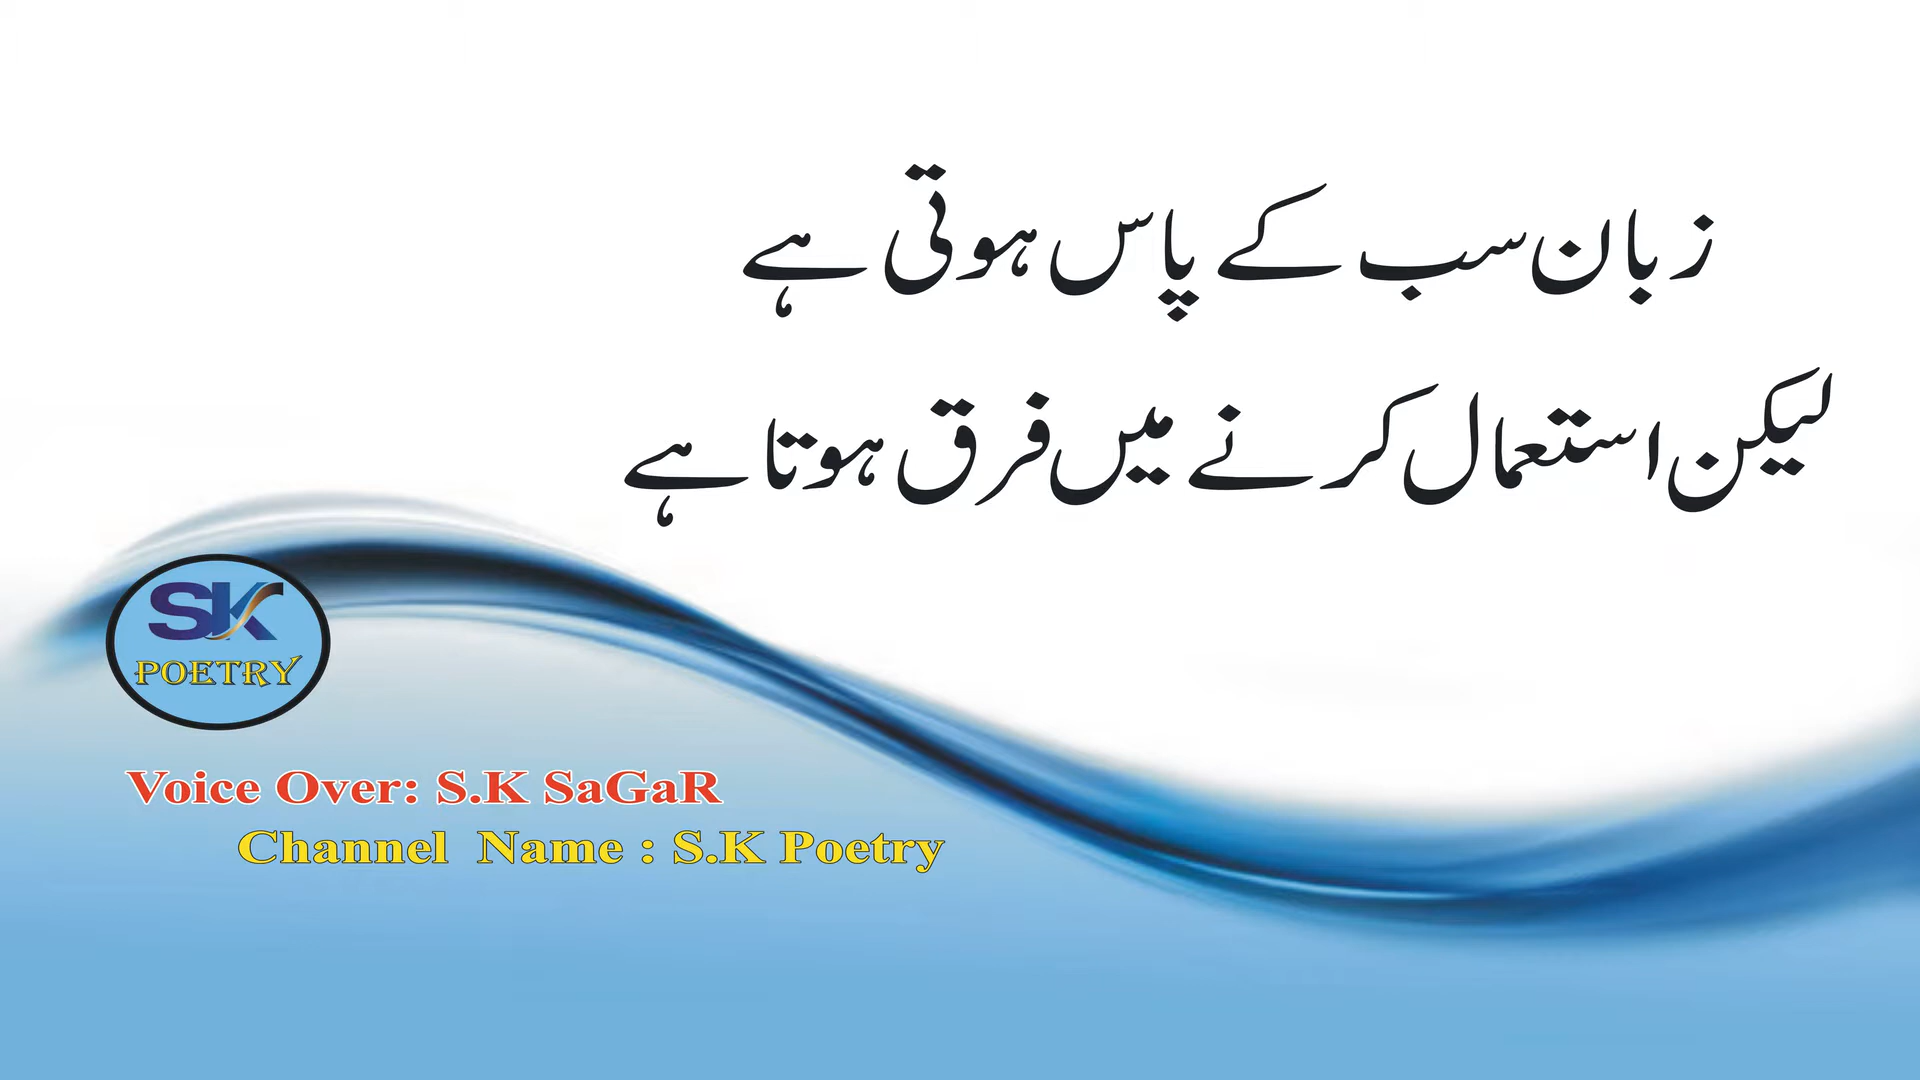 زبان سب کے پاس ہوتی ہے
لیکن استعمال کرنے میں فرق ہوتا ہے
SK
POETRY
Voice Over: S.K SaGaR
Channel Name : S.K Poetry